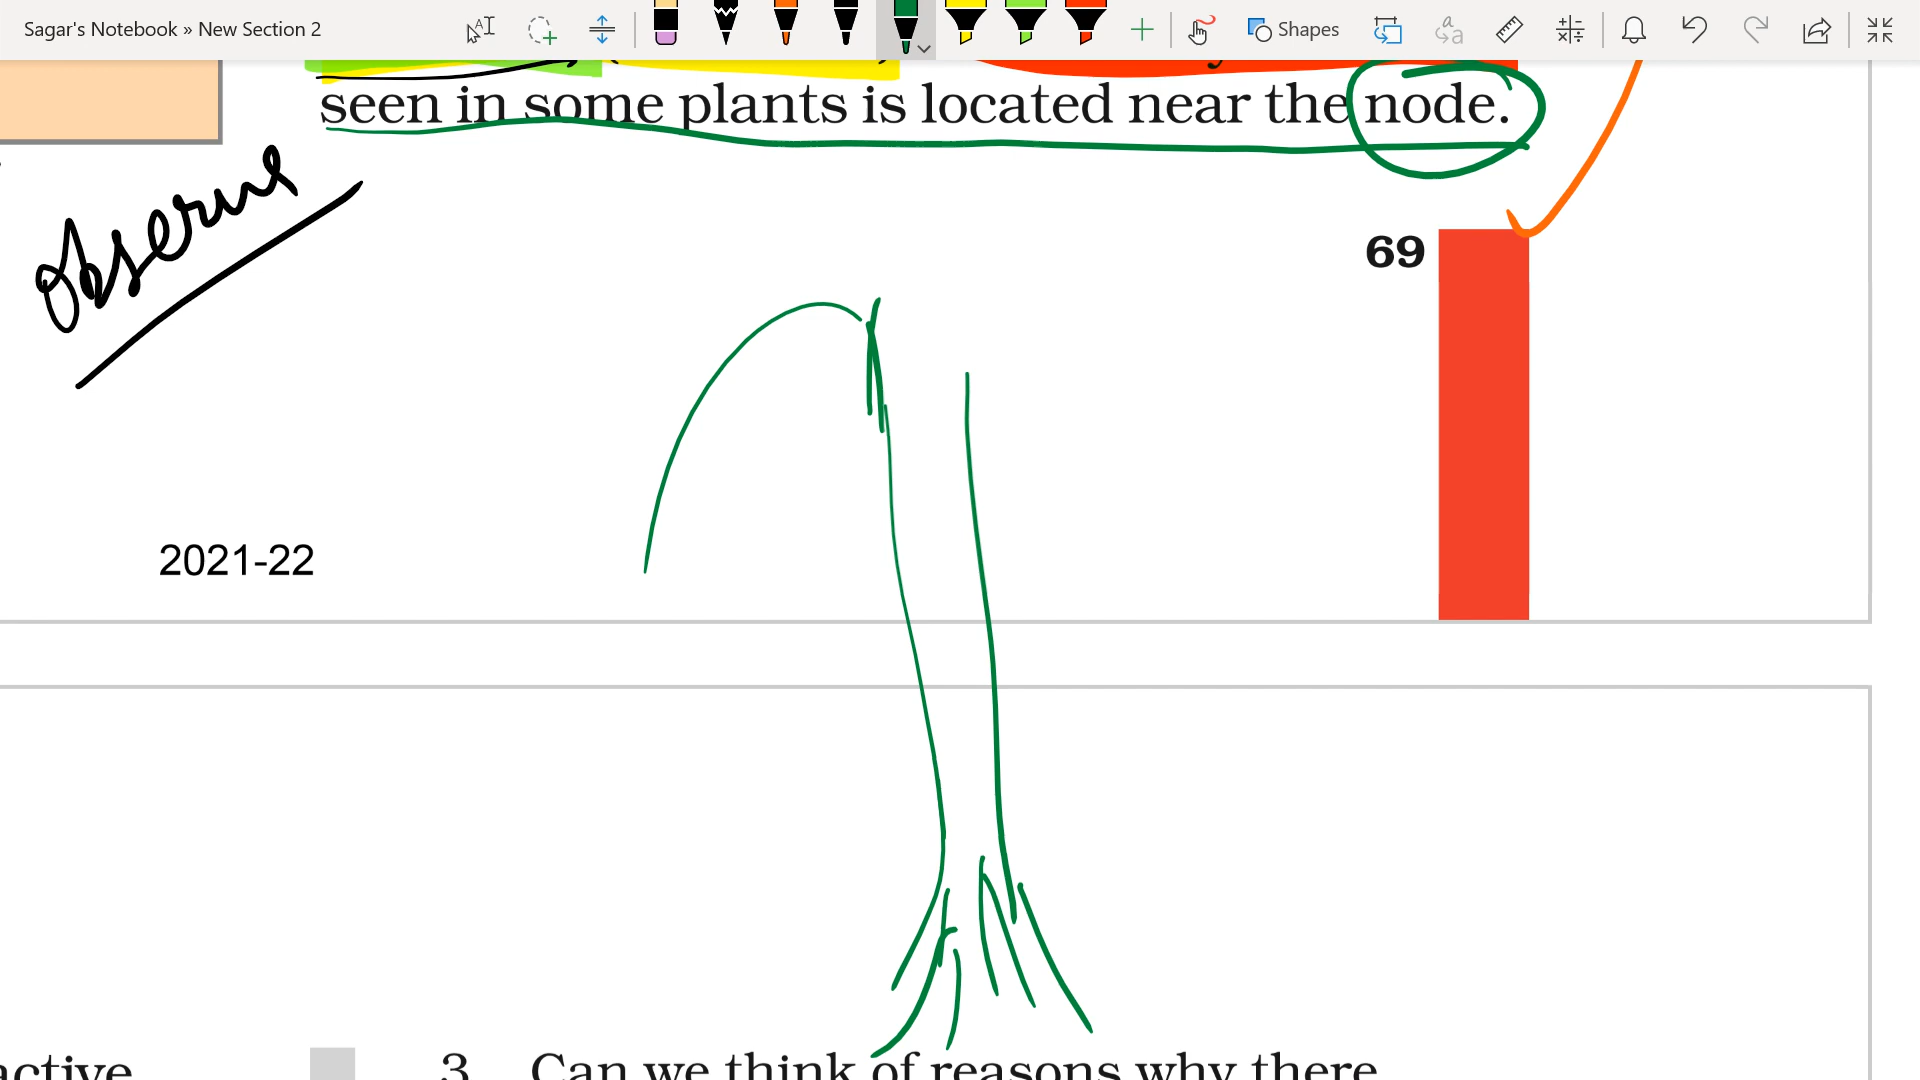 Sagar's Notebook » New Section 2
Shapes
seen in some plants is located near the node.
Observe
69
2021-22
active
3. Can we think of reasons why there